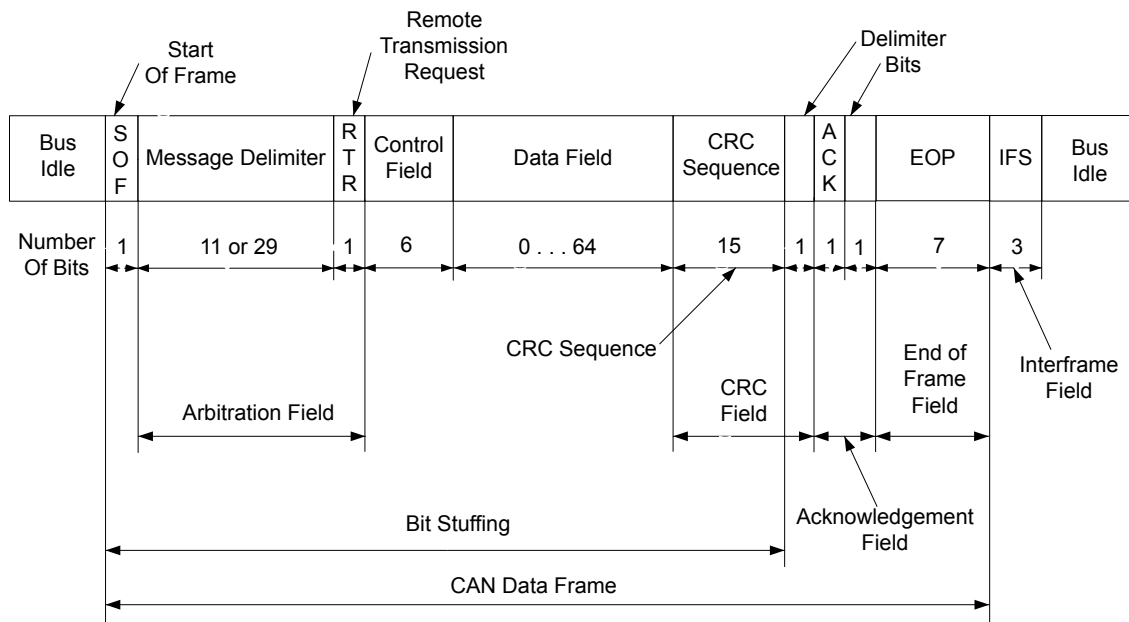 Start
Of Frame
Remote
Transmission
Request
Delimiter
Bits
Bus
Idle
S
O
F
Message Delimiter
R
T
R
Control
Field
Data Field
CRC
Sequence
A
C
K
EOP
IFS
Bus
Idle
Number
Of Bits
1
11 or 29
1
6
0 . . . 64
15
1
1
1
7
3
CRC Sequence
Arbitration Field
CRC
Field
End of
Frame
Field
Interframe
Field
Bit Stuffing
Acknowledgement
Field
CAN Data Frame